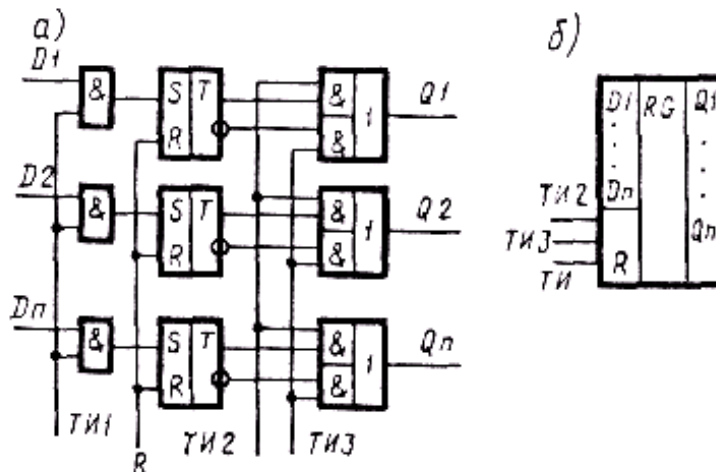 а)
D1
&
S T
R
&
&
1
Q1
D2
&
S T
R
&
&
1
Q2
Dn
&
S T
R
&
&
1
Qn
ТИ1
R
ТИ2
ТИ3
б)
D1 RG Q1
Dn
Qn
ТИ2
ТИ3
ТИ
R